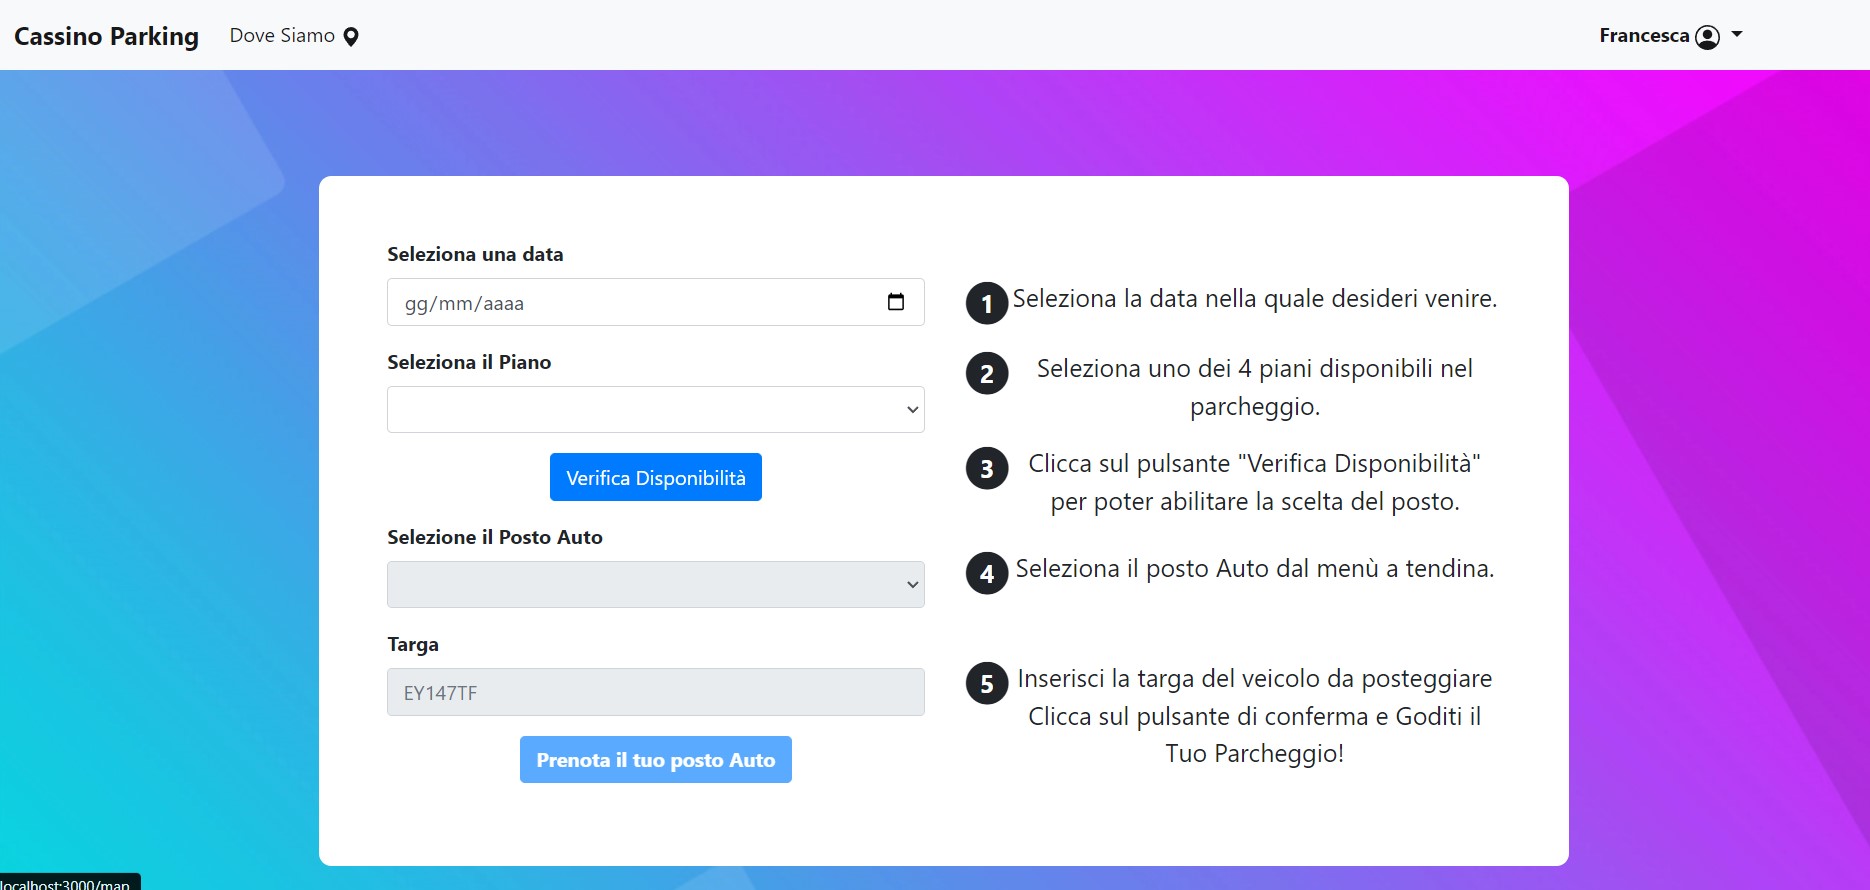 Cassino Parking
Dove Siamo
Francesca
Seleziona una data
gg/mm/aaaa
Seleziona il Piano
Verifica Disponibilità
Selezione il Posto Auto
Targa
EY147TF
Prenota il tuo posto Auto
1 Seleziona la data nella quale desideri venire.
2 Seleziona uno dei 4 piani disponibili nel
parcheggio.
3 Clicca sul pulsante "Verifica Disponibilità"
per poter abilitare la scelta del posto.
4 Seleziona il posto Auto dal menù a tendina.
5 Inserisci la targa del veicolo da posteggiare
Clicca sul pulsante di conferma e Goditi il
Tuo Parcheggio!
localhost:3000/map